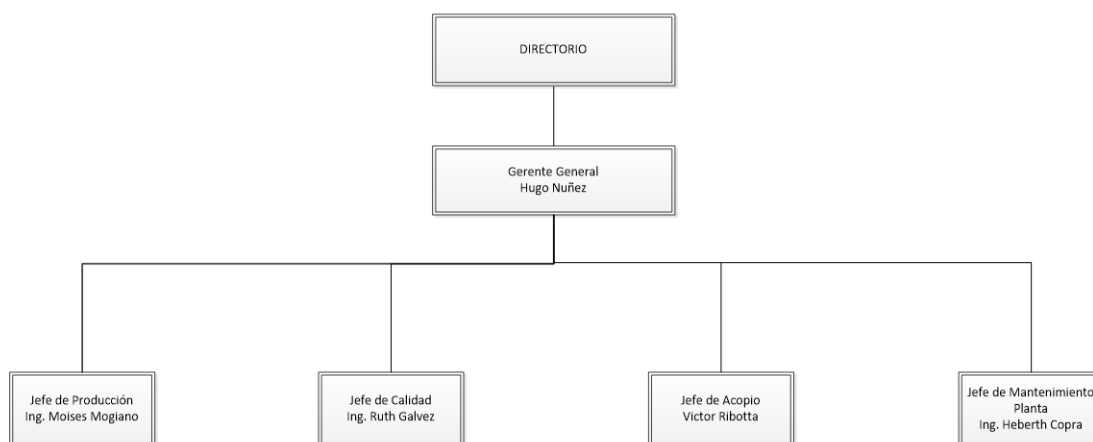 DIRECTORIO
Gerente General
Hugo Nuñez
Jefe de Producción
Ing. Moises Mogiano
Jefe de Calidad
Ing. Ruth Galvez
Jefe de Acopio
Victor Ribotta
Jefe de Mantenimiento
Planta
Ing. Heberth Copra